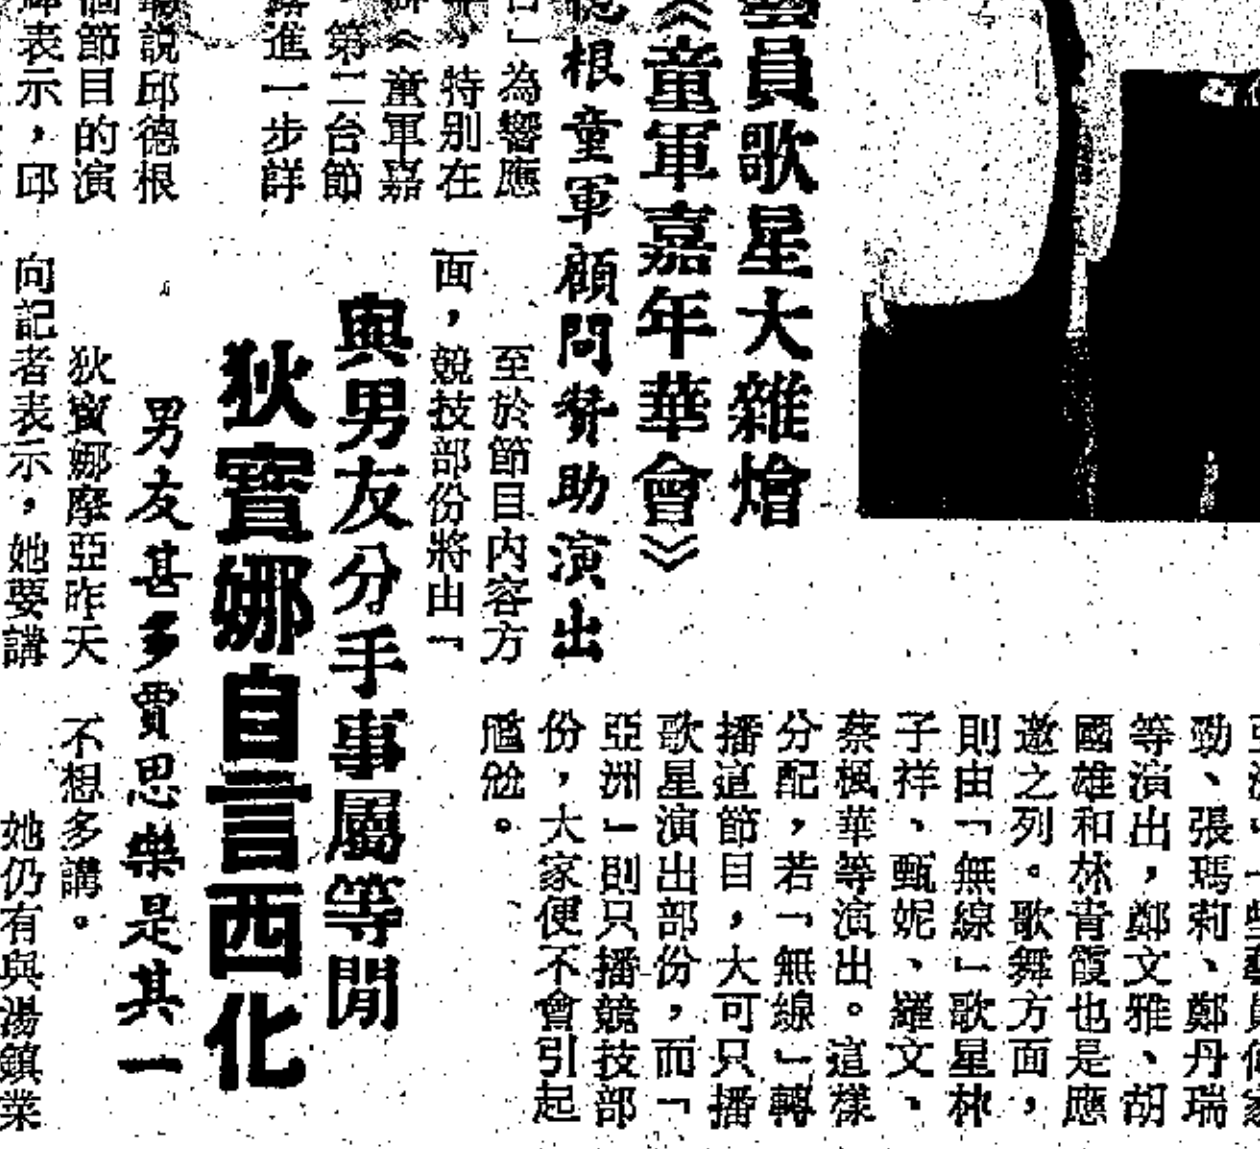 藝員歌星大雜燴
《童軍嘉年華會》
德根童軍顧問贊助演出
」為響應
，特別在
《童軍嘉
第二台節
進一步詳
說邱德根
個節目的演
表示，邱
至於節目內容方
面，競技部份將由「
勁、張瑪莉、鄭丹瑞
等演出，鄭文雅、胡
國雄和林青霞也是應
邀之列。歌舞方面，
則由「無線」歌星林
子祥、甄妮、羅文、
蔡楓華等演出。這樣
分配，若「無線」轉
播這節目，大可只播
歌星演出部份，而「
亞洲」則只播競技部
份，大家便不會引起
尷尬。
與男友分手事屬等閒
狄寶娜自言西化
男友甚多賈思樂是其一
狄寶娜摩亞昨天
向記者表示，她要講
不想多講。
她仍有與湯鎮業